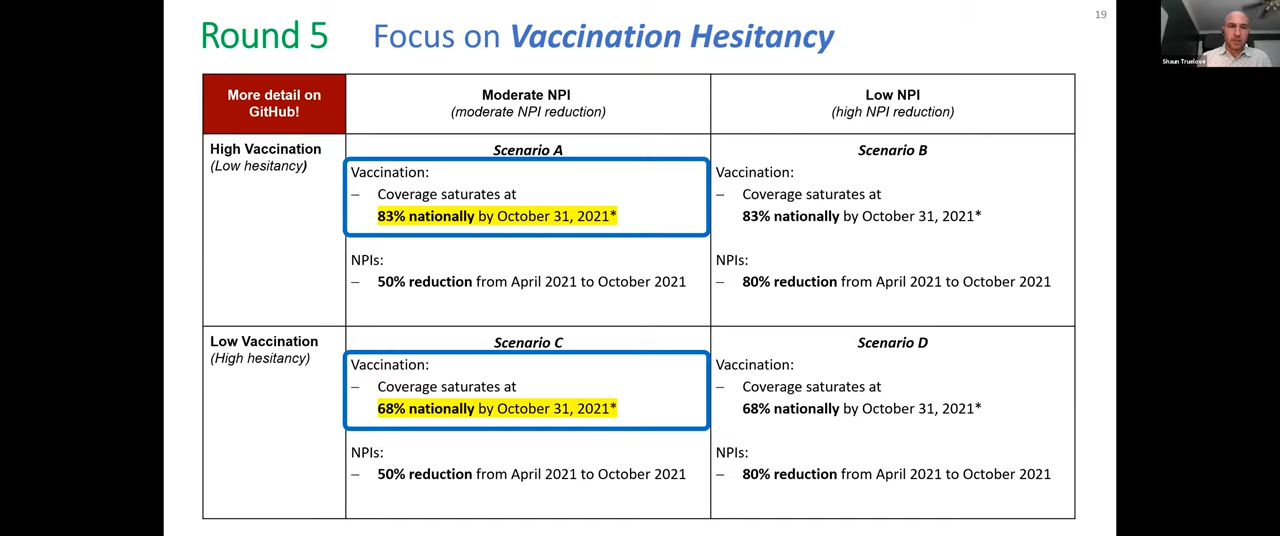 19
Round 5 Focus on Vaccination Hesitancy
Shaun Truelove
More detail on
GitHub!
Moderate NPI
(moderate NPI reduction)
Low NPI
(high NPI reduction)
High Vaccination
(Low hesitancy)
Scenario A
Vaccination:
– Coverage saturates at
83% nationally by October 31, 2021*
NPIs:
– 50% reduction from April 2021 to October 2021
Scenario B
Vaccination:
– Coverage saturates at
83% nationally by October 31, 2021*
NPIs:
– 80% reduction from April 2021 to October 2021
Low Vaccination
(High hesitancy)
Scenario C
Vaccination:
– Coverage saturates at
68% nationally by October 31, 2021*
NPIs:
– 50% reduction from April 2021 to October 2021
Scenario D
Vaccination:
– Coverage saturates at
68% nationally by October 31, 2021*
NPIs:
– 80% reduction from April 2021 to October 2021